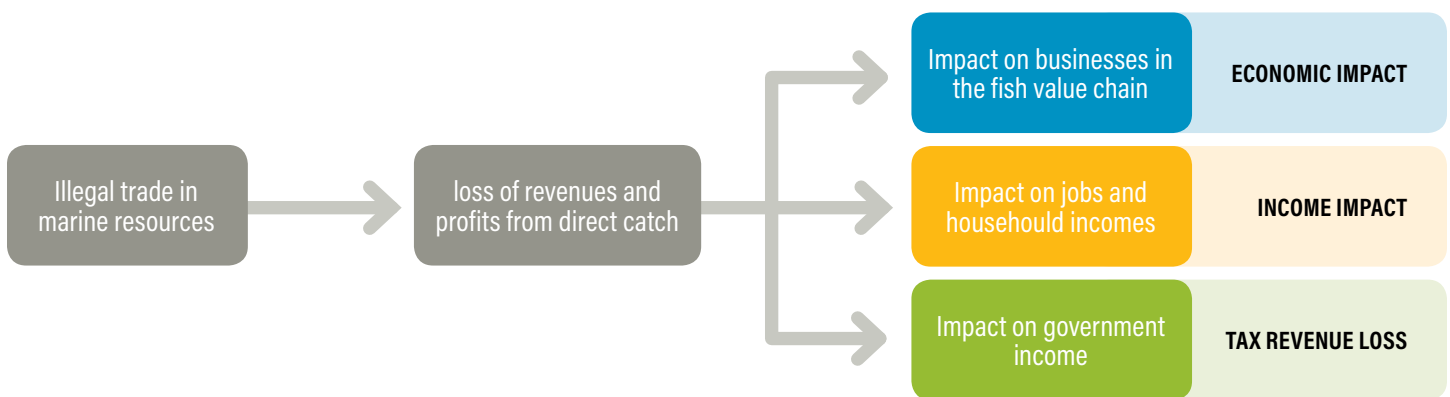 Illegal trade in
marine resources
loss of revenues and
profits from direct catch
Impact on businesses in
the fish value chain
ECONOMIC IMPACT
Impact on jobs and
househould incomes
INCOME IMPACT
Impact on government
income
TAX REVENUE LOSS